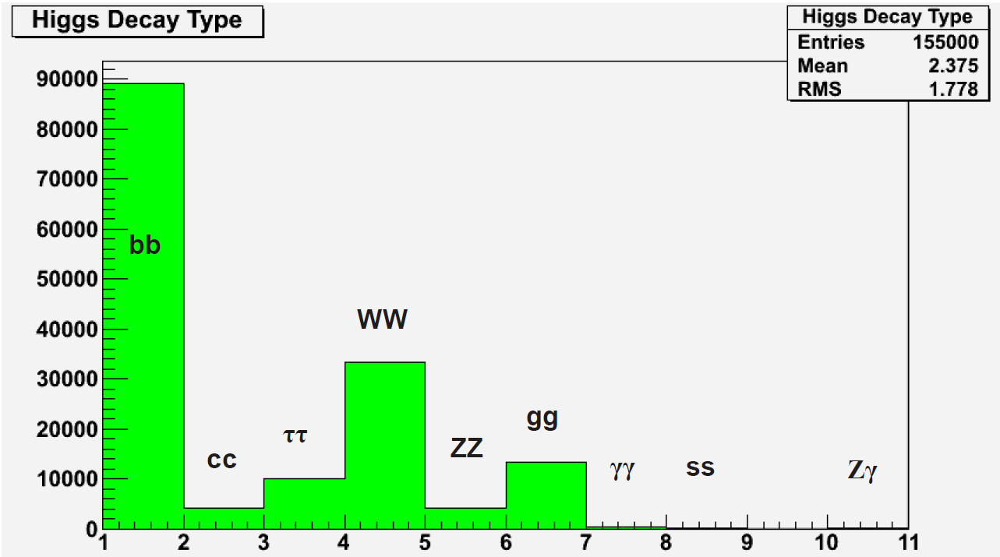 Higgs Decay Type
Higgs Decay Type
Entries 155000
Mean 2.375
RMS 1.778
90000
80000
70000
60000
50000
40000
30000
20000
10000
0
bb
cc
ττ
WW
ZZ
gg
γγ
ss
Zγ
1 2 3 4 5 6 7 8 9 10 11